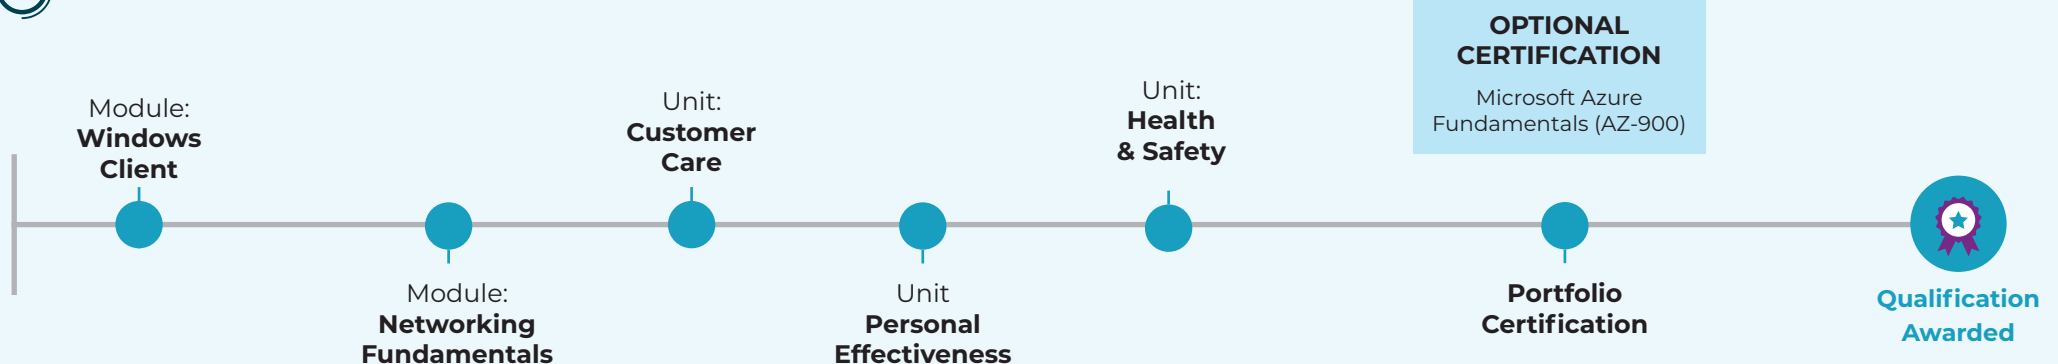 Module:
Windows
Client
Module:
Networking
Fundamentals
Unit:
Customer
Care
Unit
Personal
Effectiveness
Unit:
Health
& Safety
OPTIONAL
CERTIFICATION
Microsoft Azure
Fundamentals (AZ-900)
Portfolio
Certification
Qualification
Awarded